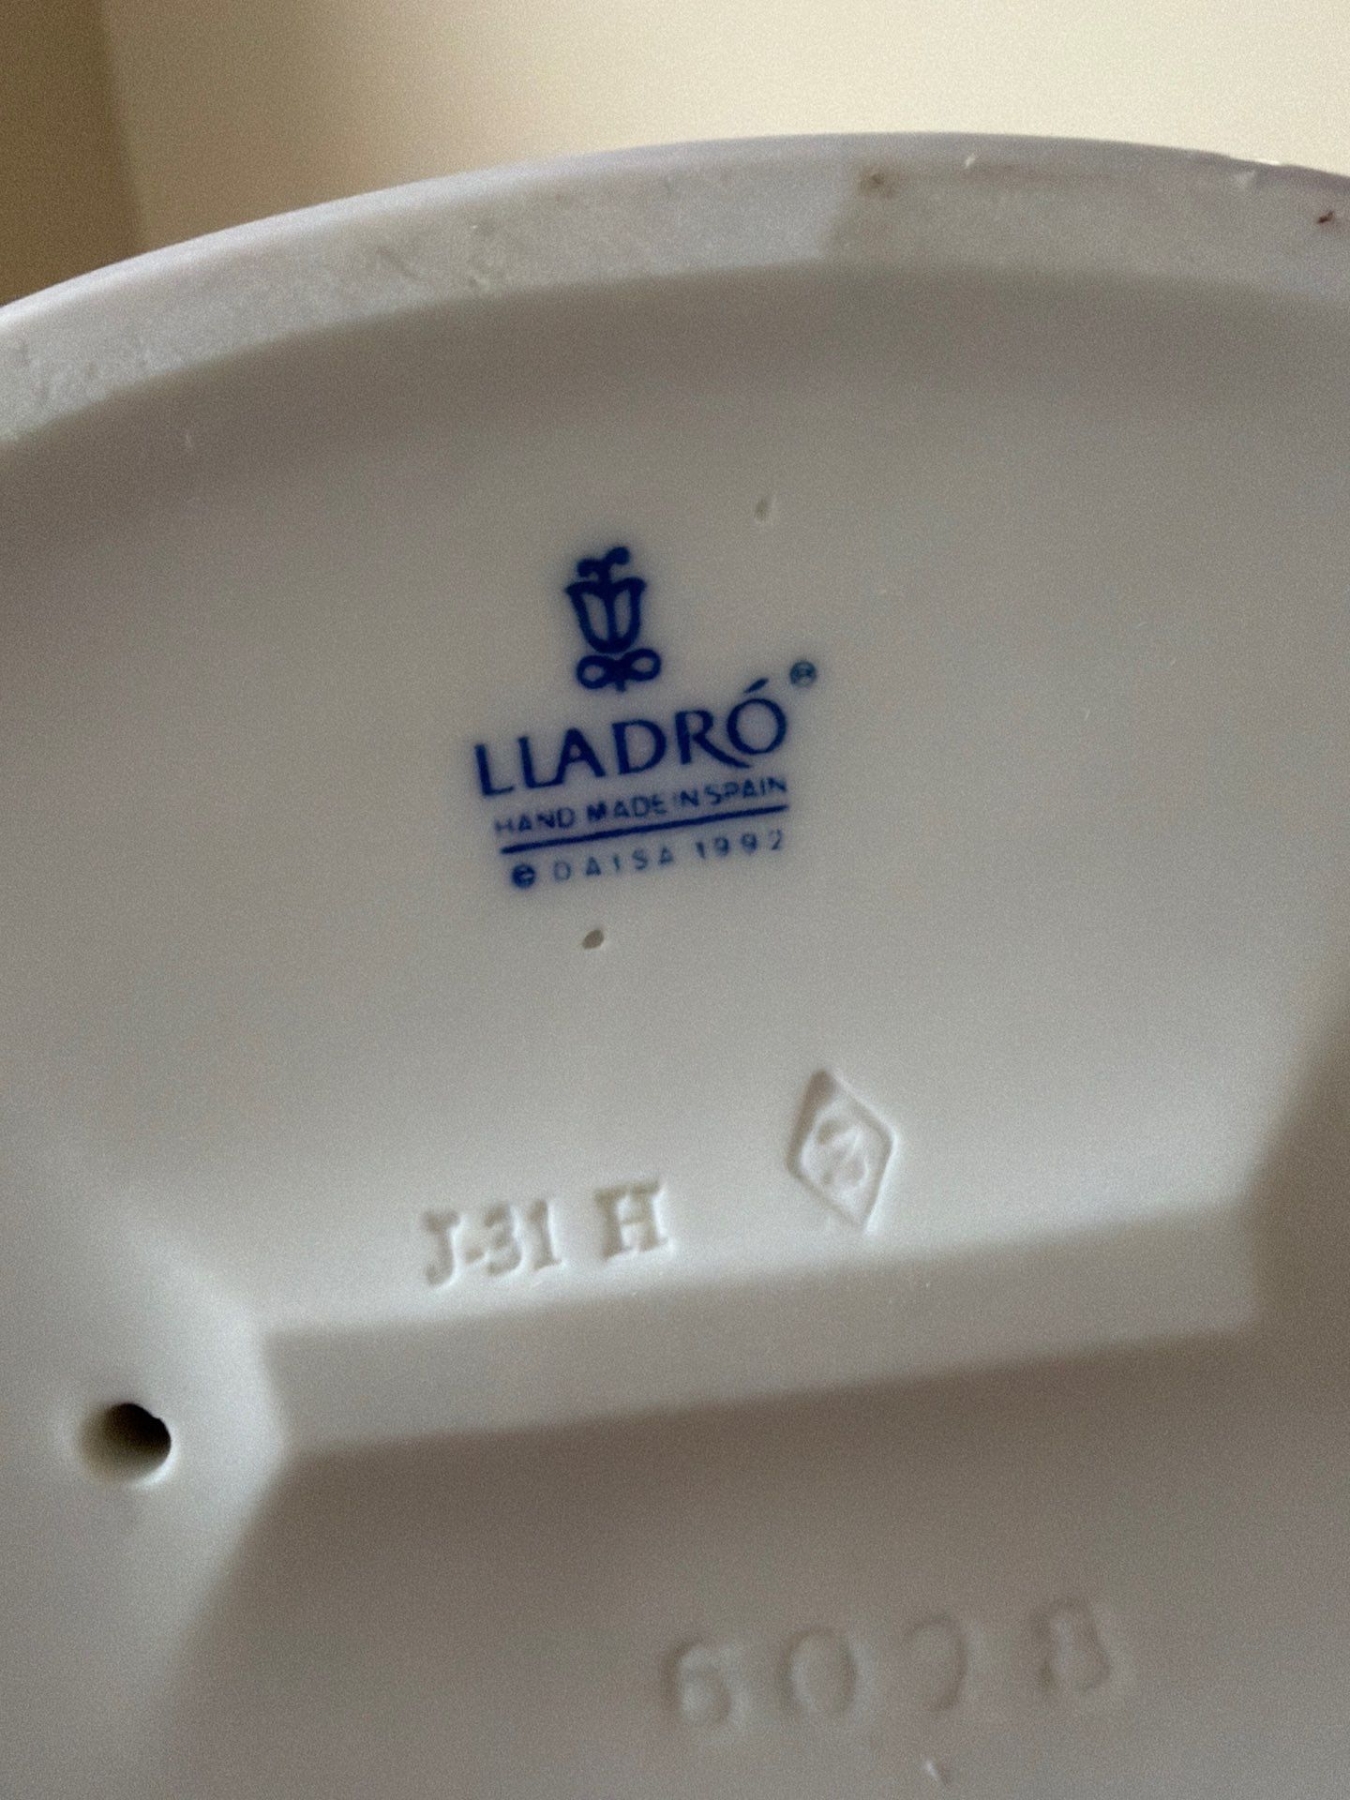 LLADRÓ®
HAND MADE IN SPAIN
© DAISA 1992
J-31 H